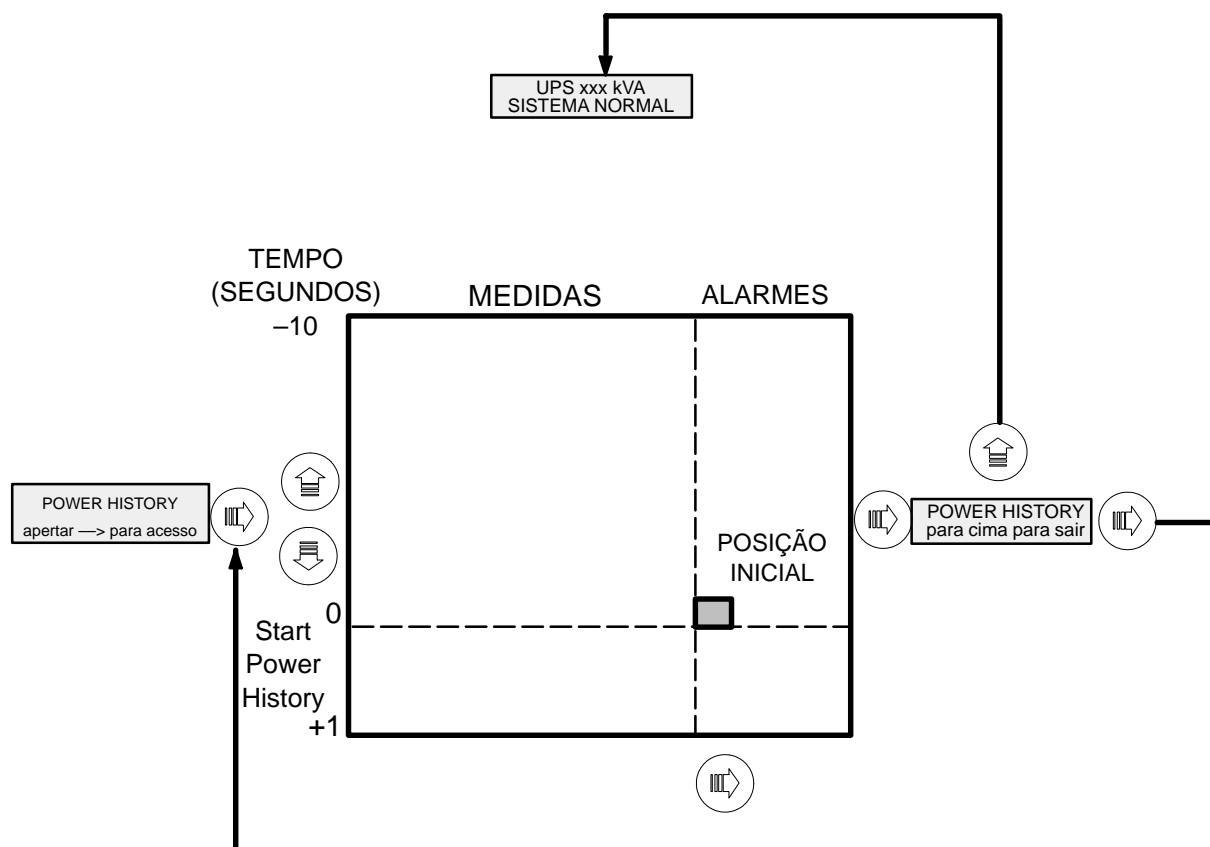 UPS xxx kVA
SISTEMA NORMAL
TEMPO
(SEGUNDOS)
MEDIDAS
ALARMES
–10
POWER HISTORY
apertar —> para acesso
POWER HISTORY
para cima para sair
POSIÇÃO
INICIAL
0
Start
Power
History
+1